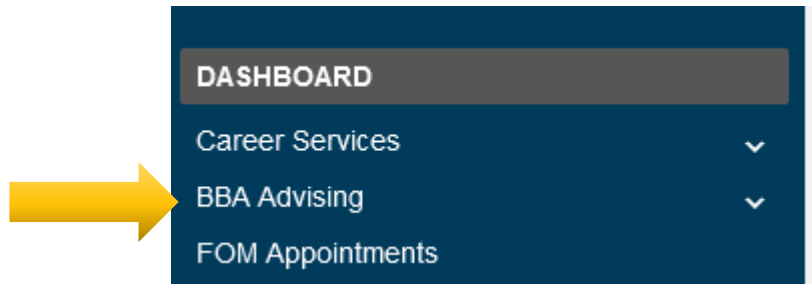 DASHBOARD
Career Services
BBA Advising
FOM Appointments